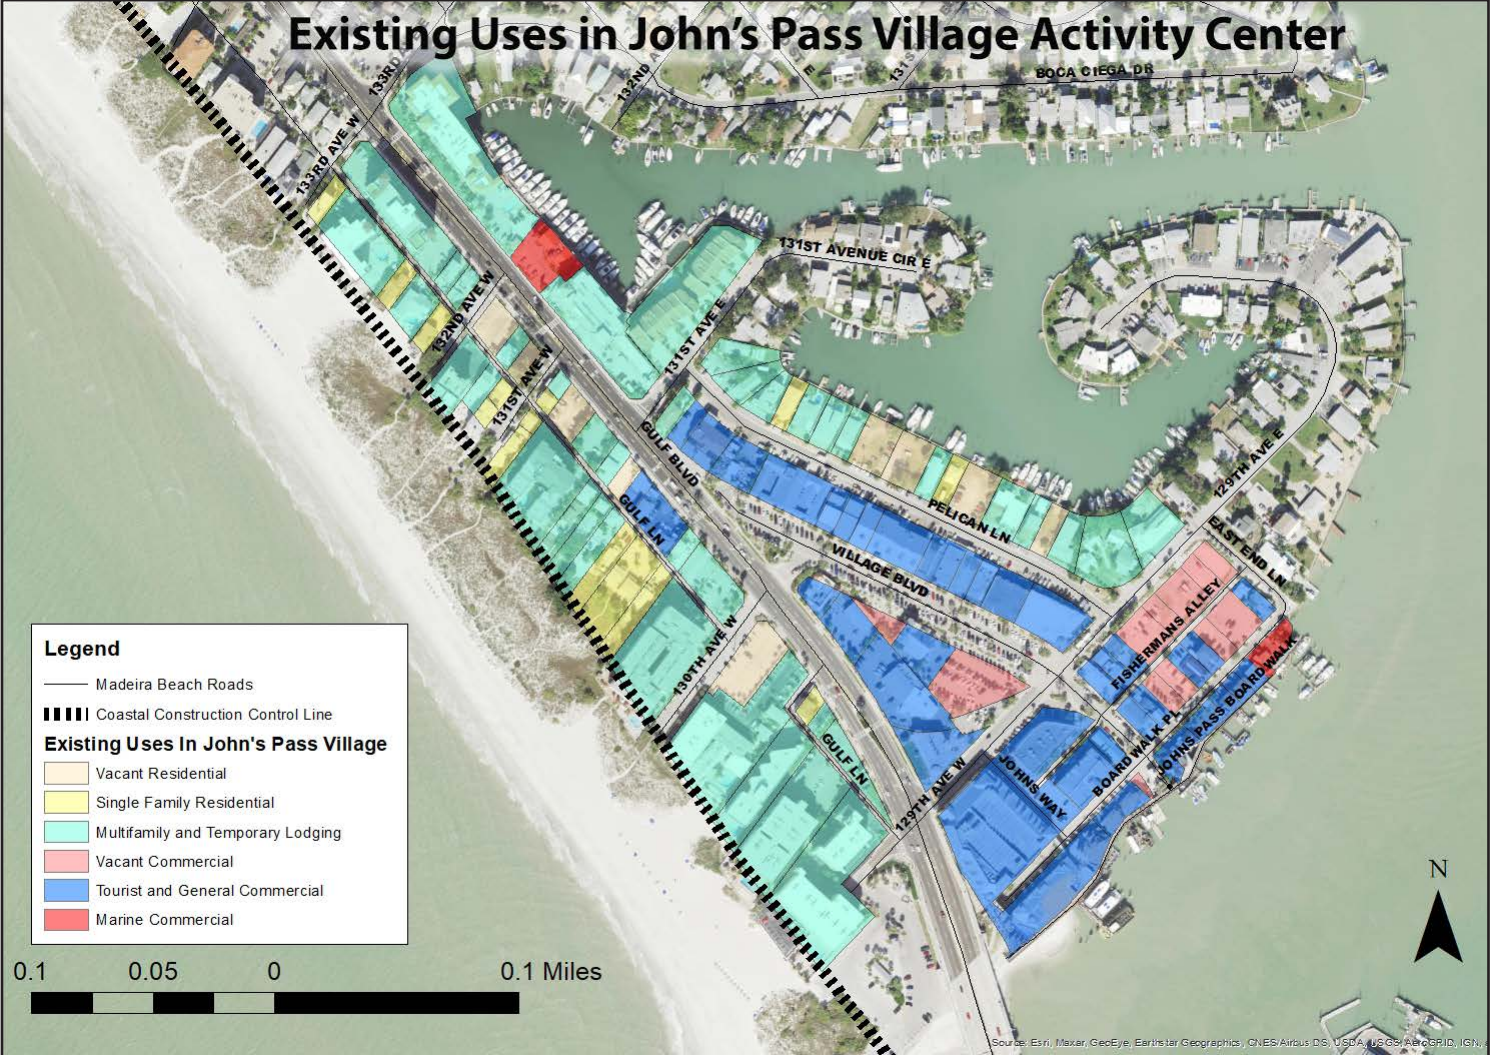 Existing Uses in John's Pass Village Activity Center
133RD
132ND
E
131S
BOCA CIEGA DR
133RD AVE W
131ST AVENUE CIR E
132ND AVE W
131ST AVE E
131ST AVE W
GULF BLVD
129TH AVE E
GULF LN
PELICAN LN
EAST END LN
VILLAGE BLVD
FISHERMANS ALLEY
130TH AVE W
GULF LN
129TH AVE W
JOHNS WAY
BOARDWALK PL
JOHNS PASS BOARDWALK
Legend
Madeira Beach Roads
Coastal Construction Control Line
Existing Uses In John's Pass Village
Vacant Residential
Single Family Residential
Multifamily and Temporary Lodging
Vacant Commercial
Tourist and General Commercial
Marine Commercial
0.1 0.05 0 0.1 Miles
N
Source: Esri, Maxar, GeoEye, Earthstar Geographics, CNES/Airbus DS, USDA, USGS, AeroGRID, IGN,